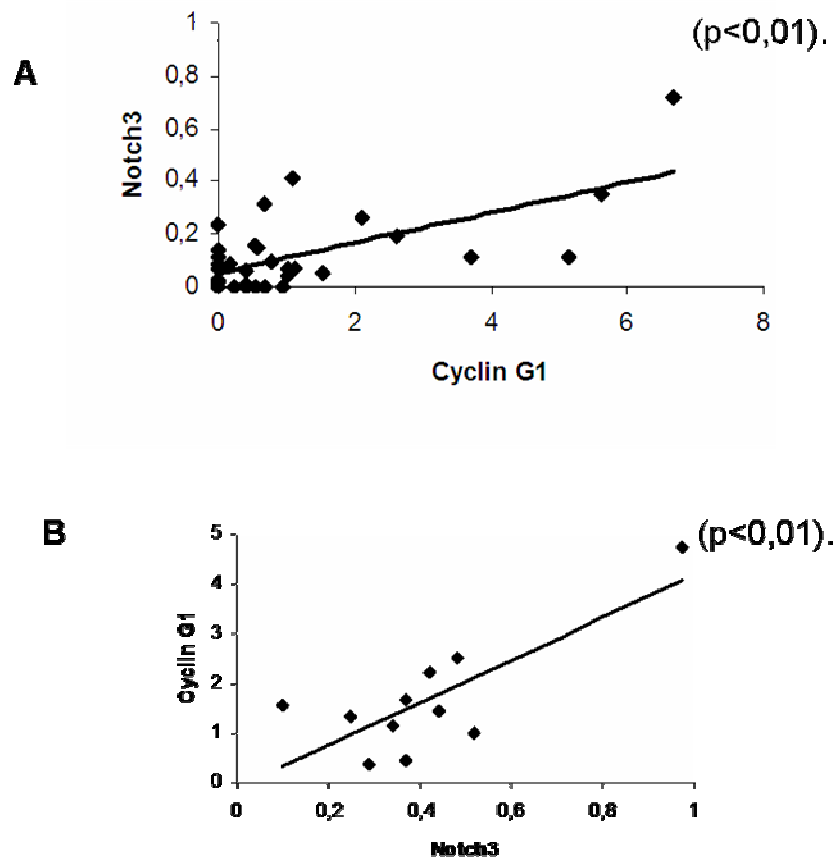 (p<0,01).
A
1
0,8
0,6
0,4
0,2
0
Notch3
0 2 4 6 8
Cyclin G1
B
(p<0,01).
5
4
3
2
1
0
Cyclin G1
0 0,2 0,4 0,6 0,8 1
Notch3